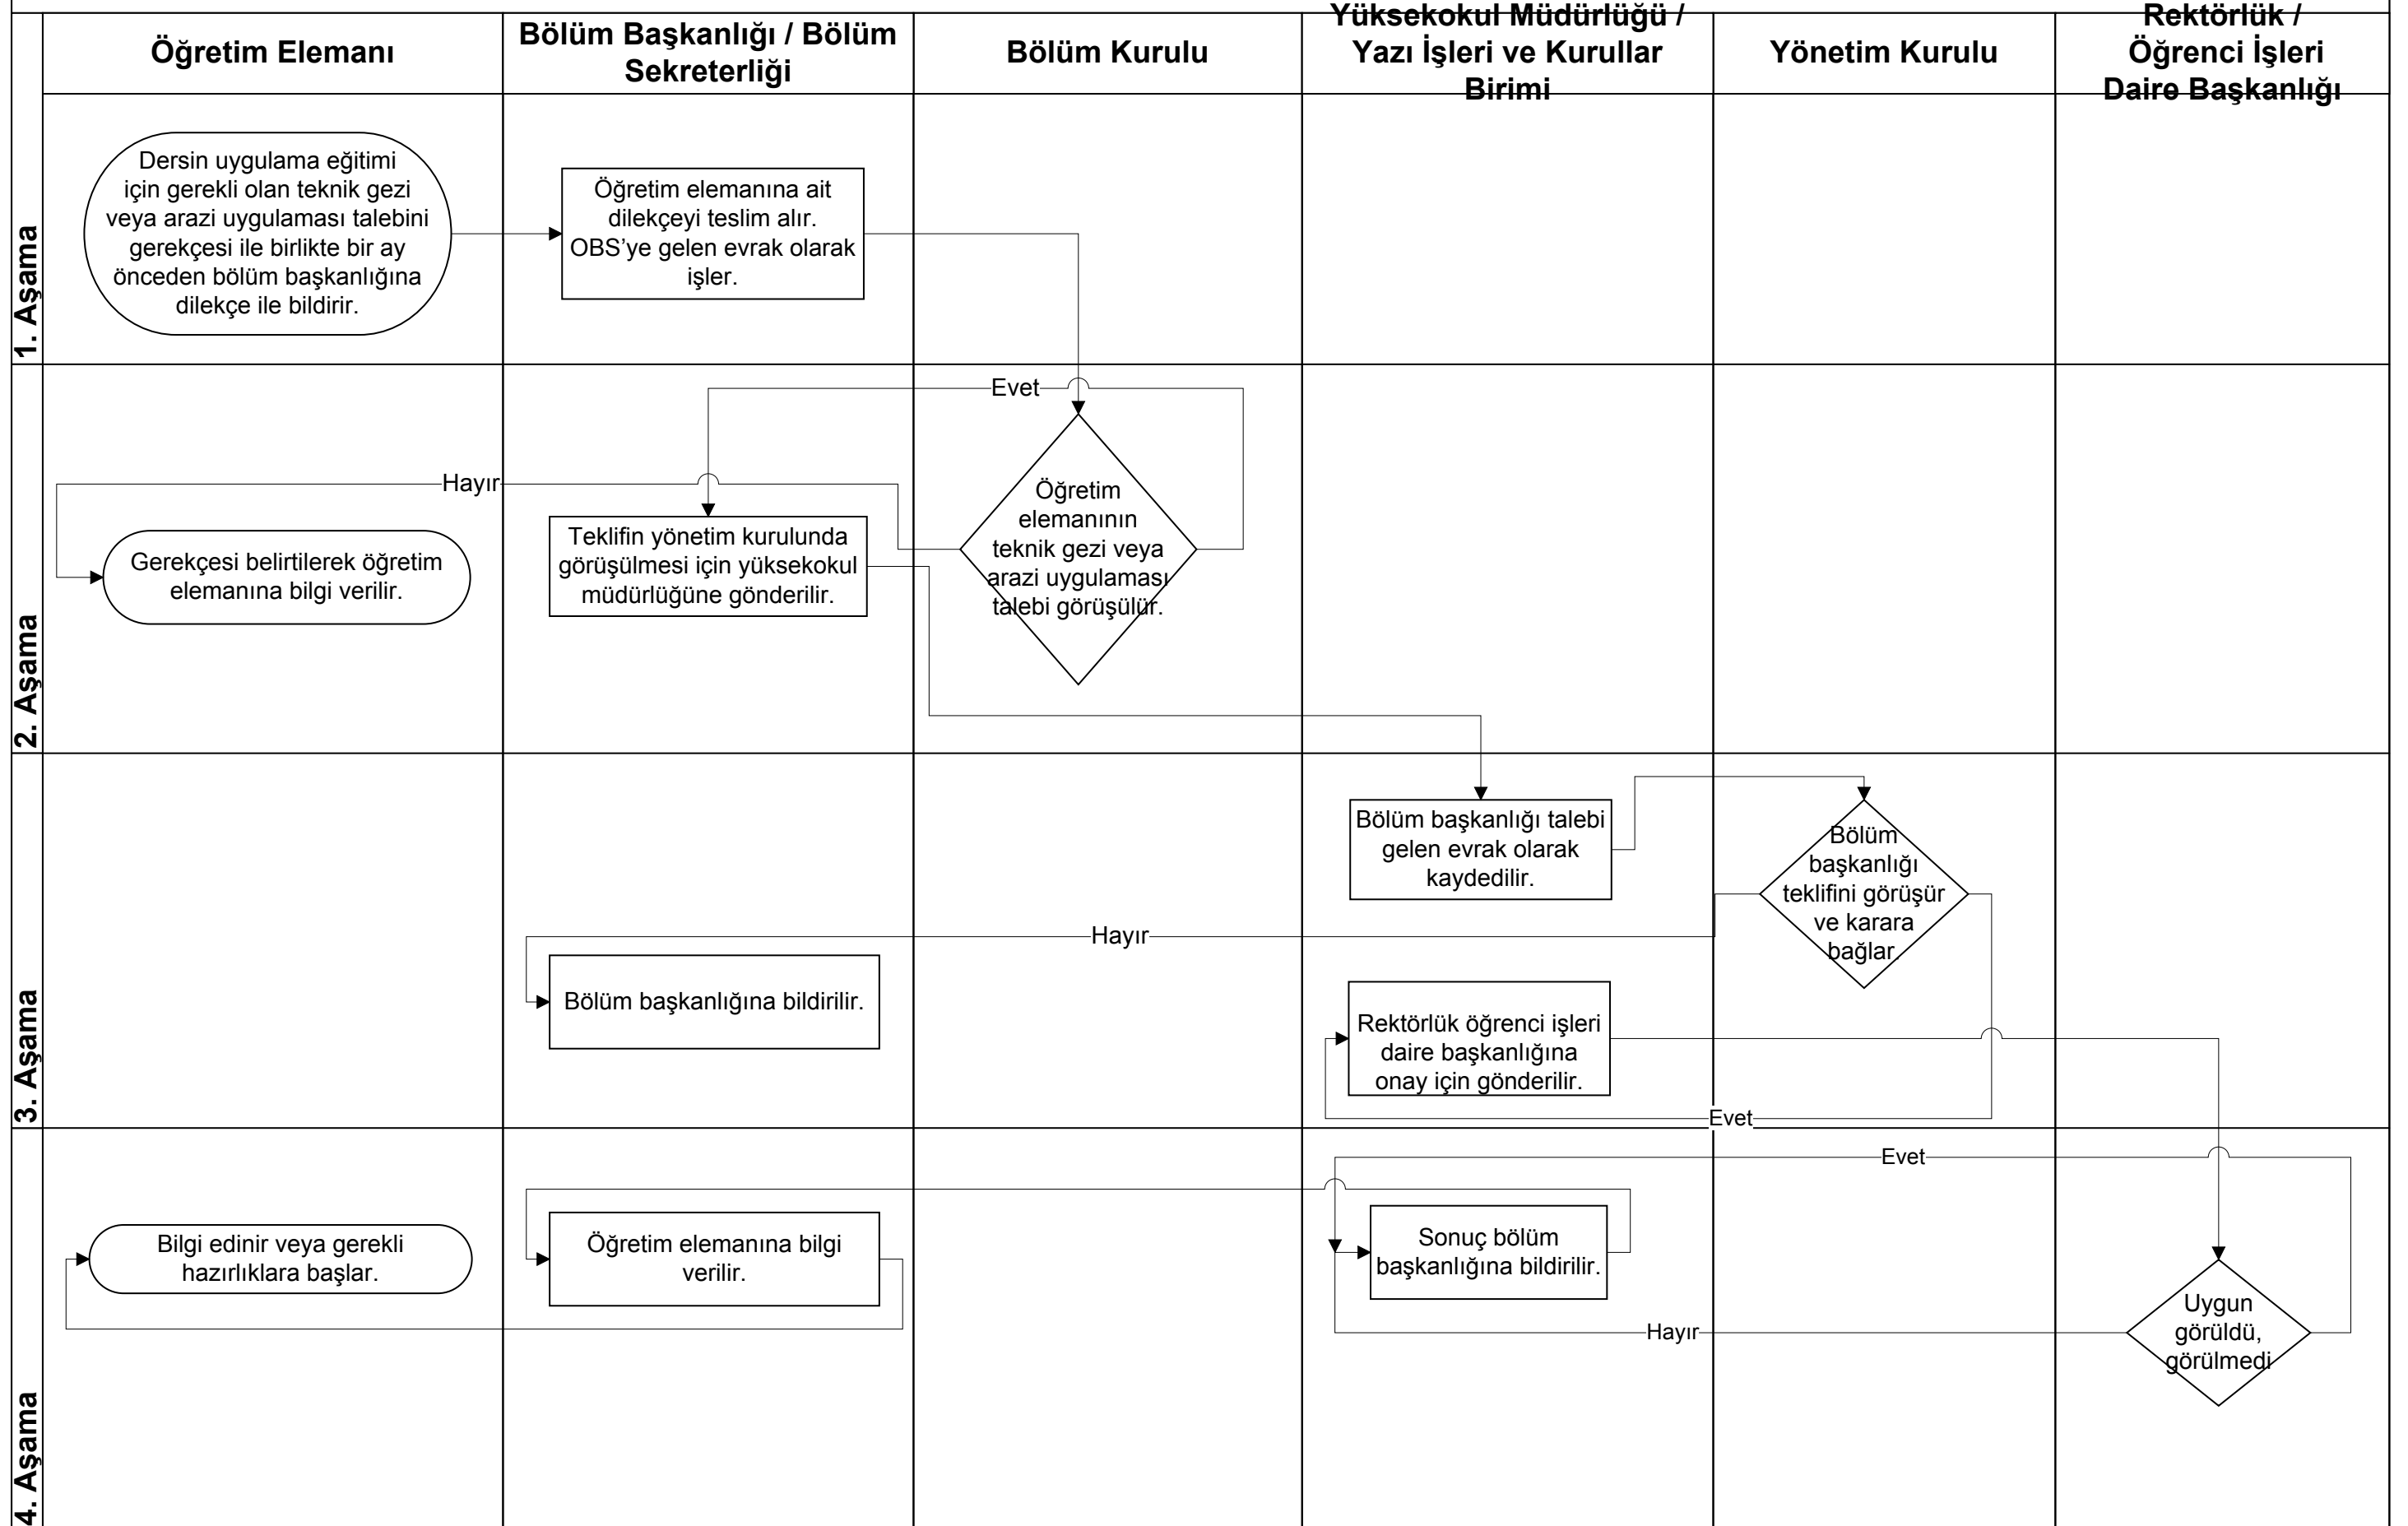 Öğretim Elemanı
Bölüm Başkanlığı / Bölüm
Sekreterliği
Bölüm Kurulu
Yüksekokul Müdürlüğü /
Yazı İşleri ve Kurullar
Birimi
Yönetim Kurulu
Rektörlük /
Öğrenci İşleri
Daire Başkanlığı
1. Aşama
Dersin uygulama eğitimi
için gerekli olan teknik gezi
veya arazi uygulaması talebini
gerekçesi ile birlikte bir ay
önceden bölüm başkanlığına
dilekçe ile bildirir.
Öğretim elemanına ait
dilekçeyi teslim alır.
OBS’ye gelen evrak olarak
işler.
2. Aşama
Evet
Hayır
Gerekçesi belirtilerek öğretim
elemanına bilgi verilir.
Teklifin yönetim kurulunda
görüşülmesi için yüksekokul
müdürlüğüne gönderilir.
Öğretim
elemanının
teknik gezi veya
arazi uygulaması
talebi görüşülür.
3. Aşama
Bölüm başkanlığı talebi
gelen evrak olarak
kaydedilir.
Bölüm
başkanlığı
teklifini görüşür
ve karara
bağlar.
Hayır
Bölüm başkanlığına bildirilir.
Rektörlük öğrenci işleri
daire başkanlığına
onay için gönderilir.
Evet
4. Aşama
Evet
Bilgi edinir veya gerekli
hazırlıklara başlar.
Öğretim elemanına bilgi
verilir.
Sonuç bölüm
başkanlığına bildirilir.
Hayır
Uygun
görüldü,
görülmedi